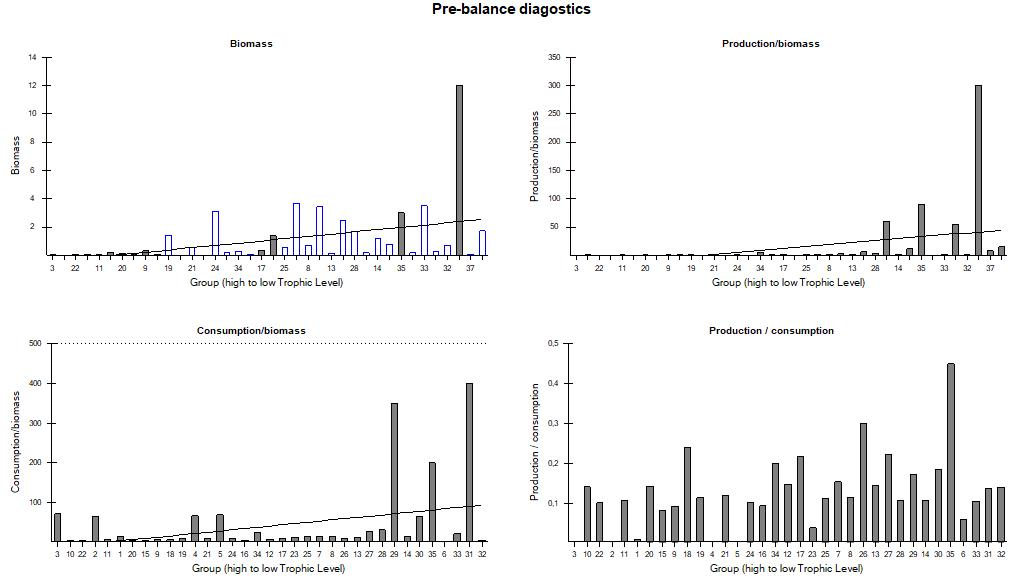 Pre-balance diagostics
Biomass
14
12
10
8
6
4
2
Biomass
3 22 11 20 9 19 21 24 34 17 25 8 13 28 14 35 33 32 37
Group (high to low Trophic Level)
Production/biomass
350
300
250
200
150
100
50
Production/biomass
3 22 11 20 9 19 21 24 34 17 25 8 13 28 14 35 33 32 37
Group (high to low Trophic Level)
Consumption/biomass
500
400
300
200
100
Consumption/biomass
3 10 22 2 11 1 20 15 9 18 19 4 21 5 24 16 34 12 17 23 25 7 8 26 13 27 28 29 14 30 35 6 33 31 32
Group (high to low Trophic Level)
Production / consumption
0,5
0,4
0,3
0,2
0,1
Production / consumption
3 10 22 2 11 1 20 15 9 18 19 4 21 5 24 16 34 12 17 23 25 7 8 26 13 27 28 29 14 30 35 6 33 31 32
Group (high to low Trophic Level)